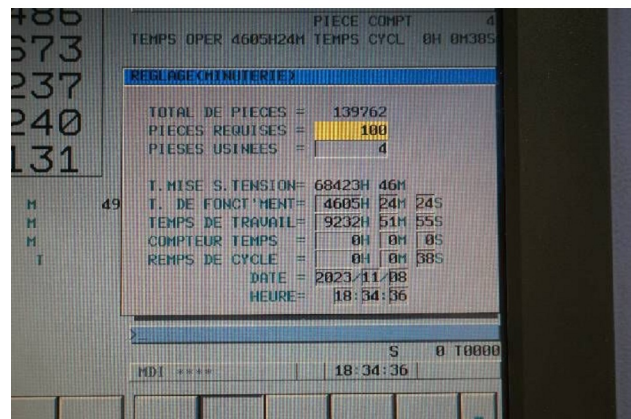 486
673
237
240
131
M 49
M
M
T
PIECE COMPT 4
TEMPS OPER 4605H24M TEMPS CYCL 0H 0M38S
REGLAGE(MINUTERIE)
TOTAL DE PIECES = 139762
PIECES REQUISES = 100
PIESES USINEES = 4
T.MISE S.TENSION= 68423H 46M
T. DE FONCT'MENT= 4605H 24M 24S
TEMPS DE TRAVAIL= 9232H 51M 55S
COMPTEUR TEMPS = 0H 0M 0S
REMPS DE CYCLE = 0H 0M 38S
DATE = 2023/11/08
HEURE= 18:34:36
>_
S 0 T0000
MDI **** 18:34:36